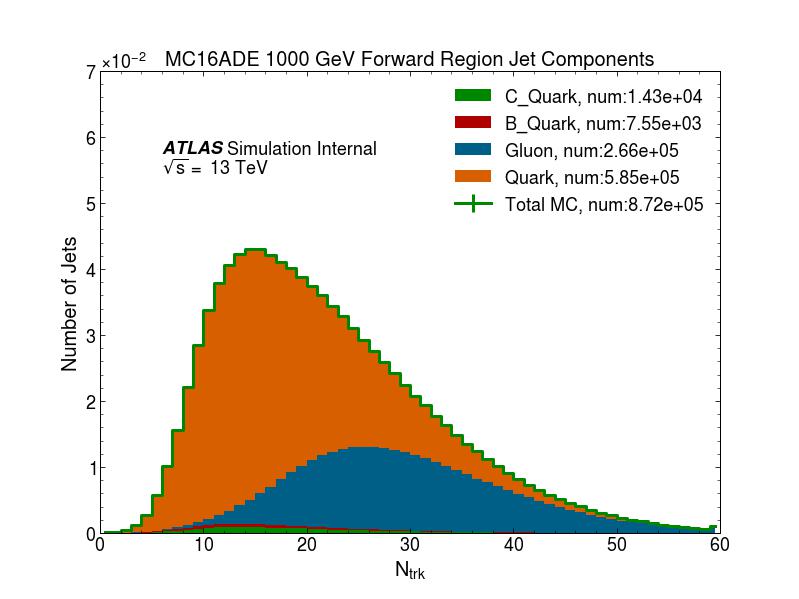 MC16ADE 1000 GeV Forward Region Jet Components
×10⁻²
7
6
5
4
3
2
1
0
Number of Jets
ATLAS Simulation Internal
√s = 13 TeV
C_Quark, num:1.43e+04
B_Quark, num:7.55e+03
Gluon, num:2.66e+05
Quark, num:5.85e+05
Total MC, num:8.72e+05
0 10 20 30 40 50 60
N_trk